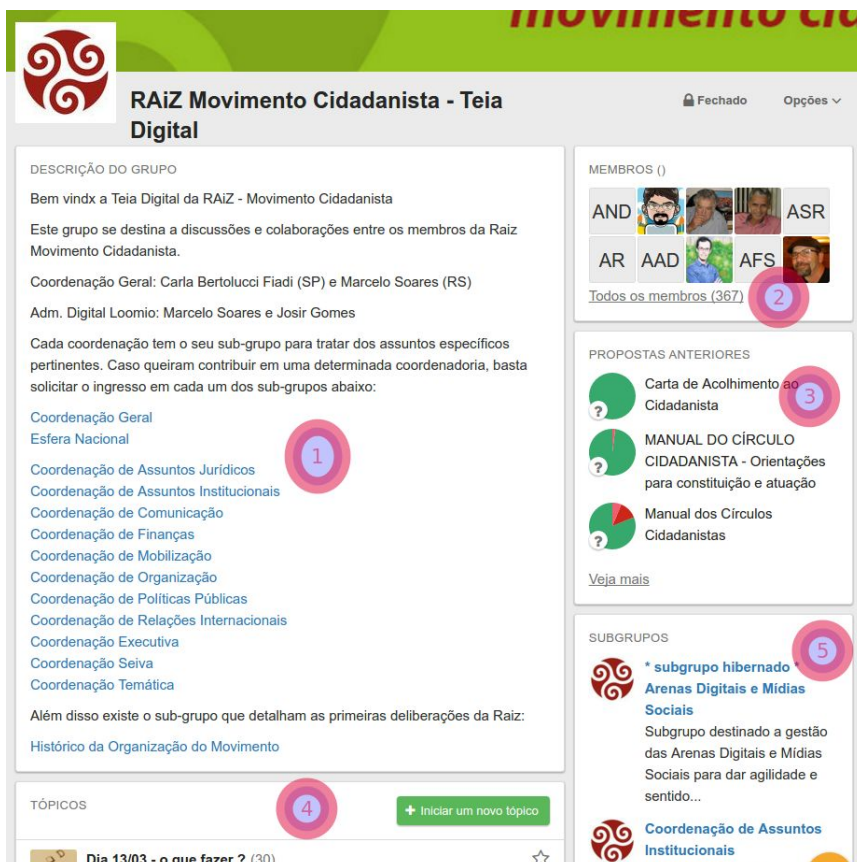 movimento cid
RAiZ Movimento Cidadanista - Teia
Digital
Fechado
Opções
DESCRIÇÃO DO GRUPO
Bem vindx a Teia Digital da RAiZ - Movimento Cidadanista
Este grupo se destina a discussões e colaborações entre os membros da Raiz
Movimento Cidadanista.
Coordenação Geral: Carla Bertolucci Fiadi (SP) e Marcelo Soares (RS)
Adm. Digital Loomio: Marcelo Soares e Josir Gomes
Cada coordenação tem o seu sub-grupo para tratar dos assuntos específicos
pertinentes. Caso queiram contribuir em uma determinada coordenadoria, basta
solicitar o ingresso em cada um dos sub-grupos abaixo:
Coordenação Geral
Esfera Nacional
1
Coordenação de Assuntos Jurídicos
Coordenação de Assuntos Institucionais
Coordenação de Comunicação
Coordenação de Finanças
Coordenação de Mobilização
Coordenação de Organização
Coordenação de Políticas Públicas
Coordenação de Relações Internacionais
Coordenação Executiva
Coordenação Seiva
Coordenação Temática
Além disso existe o sub-grupo que detalham as primeiras deliberações da Raiz:
Histórico da Organização do Movimento
TÓPICOS
4
+ Iniciar um novo tópico
Dia 13/03 - o que fazer ? (30)
MEMBROS ()
AND
ASR
AR
AAD
AFS
Todos os membros (367)
2
PROPOSTAS ANTERIORES
Carta de Acolhimento ao
Cidadanista
3
?
MANUAL DO CÍRCULO
CIDADANISTA - Orientações
para constituição e atuação
?
Manual dos Círculos
Cidadanistas
?
Veja mais
SUBGRUPOS
5
* subgrupo hibernado *
Arenas Digitais e Mídias
Sociais
Subgrupo destinado a gestão
das Arenas Digitais e Mídias
Sociais para dar agilidade e
sentido...
Coordenação de Assuntos
Institucionais